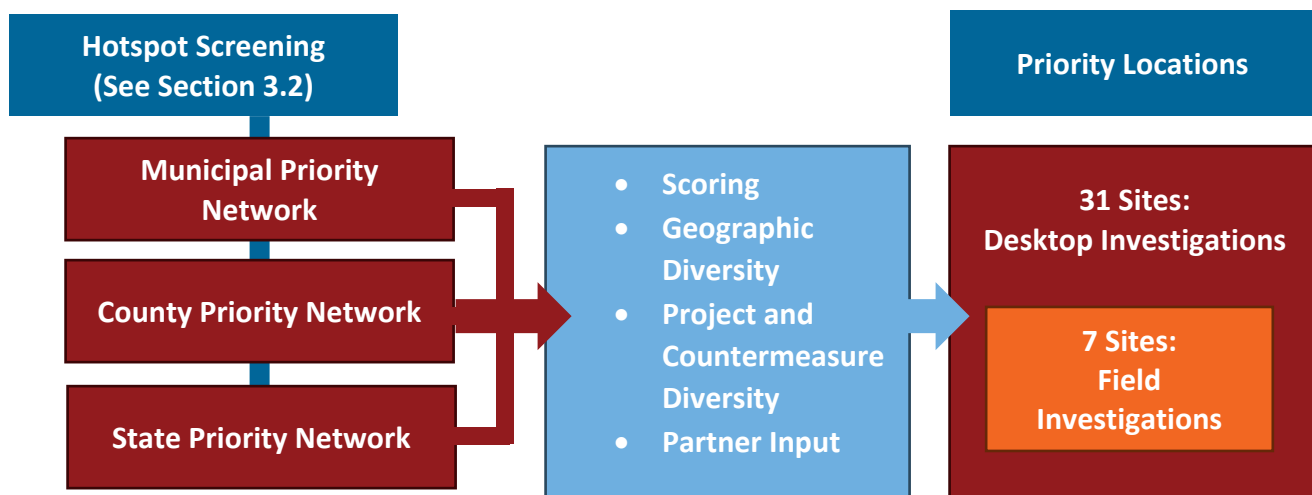 Hotspot Screening
(See Section 3.2)
Municipal Priority
Network
County Priority Network
State Priority Network
• Scoring
• Geographic
Diversity
• Project and
Countermeasure
Diversity
• Partner Input
Priority Locations
31 Sites:
Desktop Investigations
7 Sites:
Field
Investigations